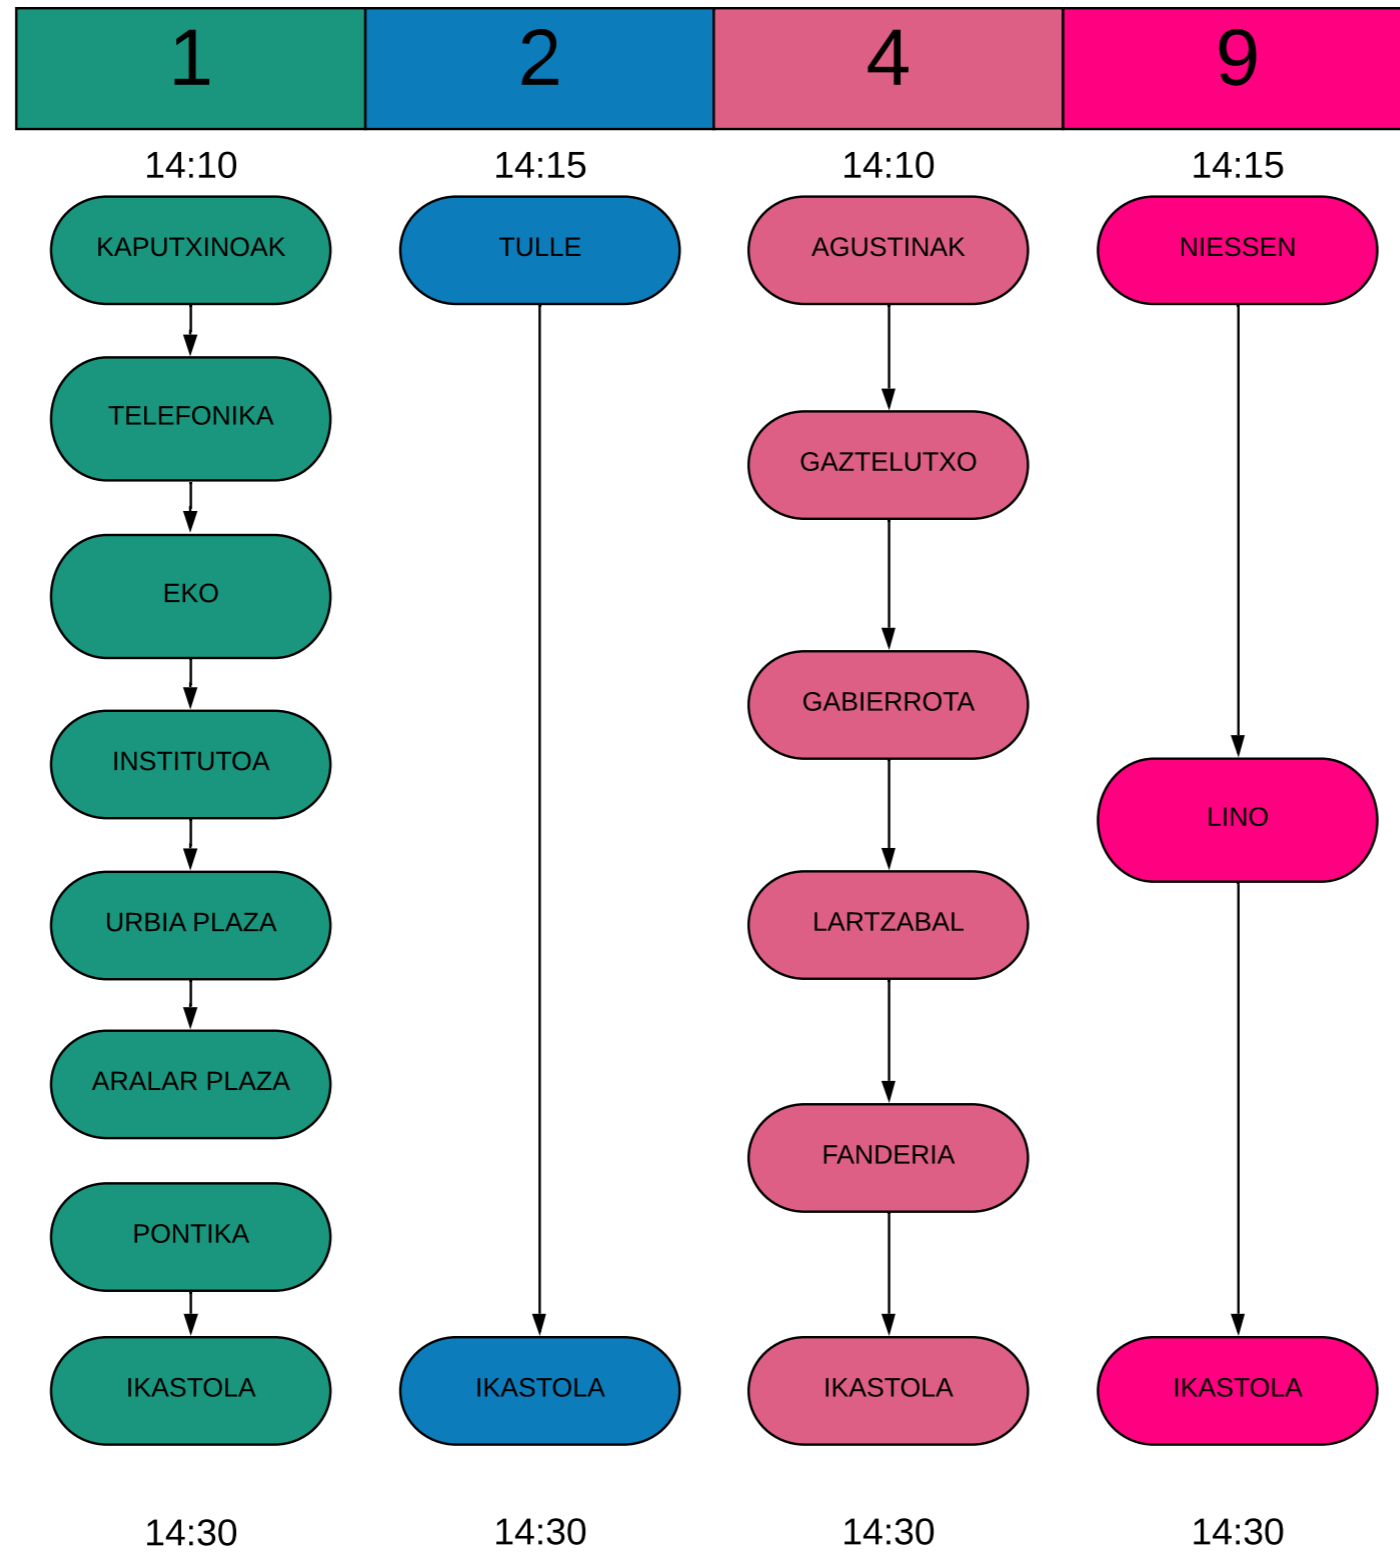 1
14:10
KAPUTXINOAK
TELEFONIKA
EKO
INSTITUTOA
URBIA PLAZA
ARALAR PLAZA
PONTIKA
IKASTOLA
14:30
2
14:15
TULLE
IKASTOLA
14:30
4
14:10
AGUSTINAK
GAZTELUTXO
GABIERROTA
LARTZABAL
FANDERIA
IKASTOLA
14:30
9
14:15
NIESSEN
LINO
IKASTOLA
14:30